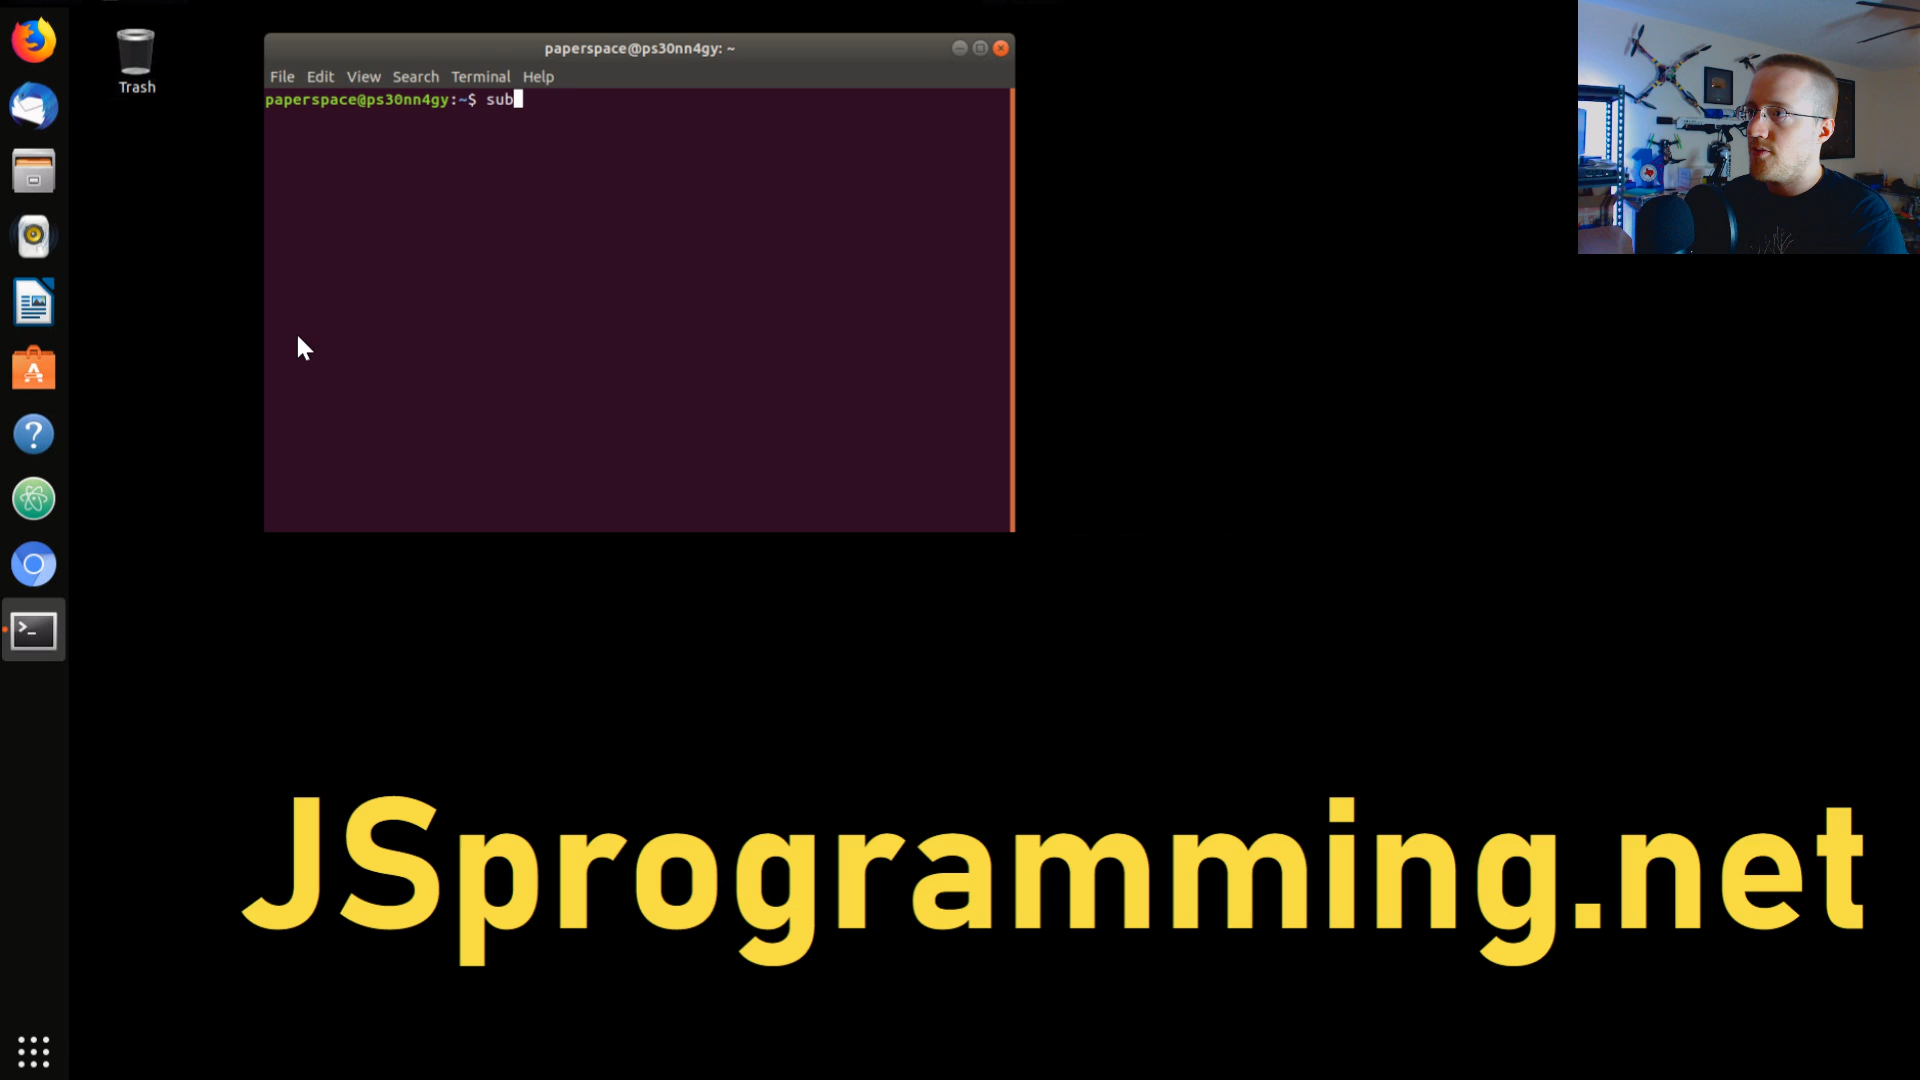 Trash
paperspace@ps30nn4gy: ~
File Edit View Search Terminal Help
paperspace@ps30nn4gy:~$ sub
JSprogramming.net